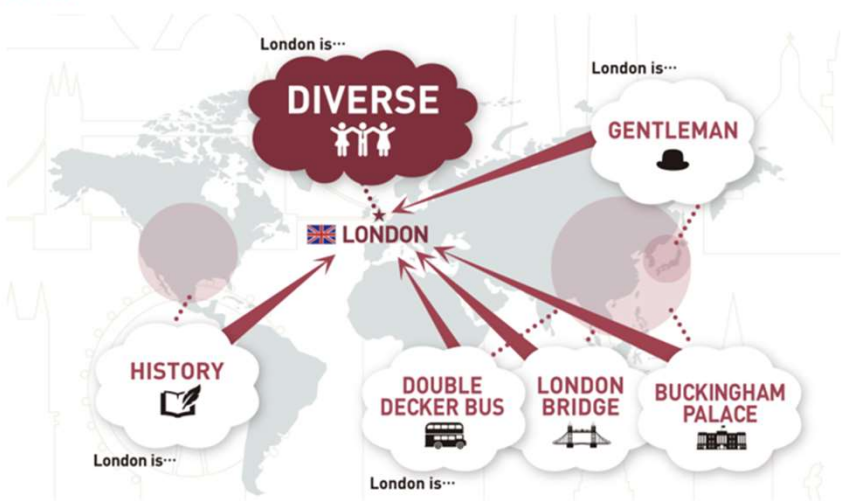 London is…
DIVERSE
London is…
GENTLEMAN
LONDON
HISTORY
London is…
DOUBLE
DECKER BUS
LONDON
BRIDGE
BUCKINGHAM
PALACE
London is…